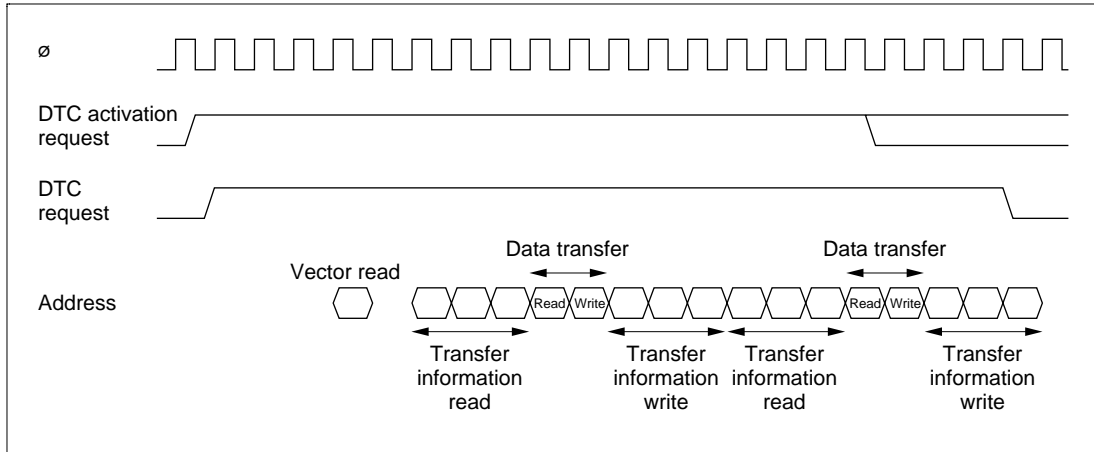 ø
DTC activation
request
DTC
request
Data transfer
Data transfer
Vector read
Address
Read
Write
Read
Write
Transfer
information
read
Transfer
information
write
Transfer
information
read
Transfer
information
write